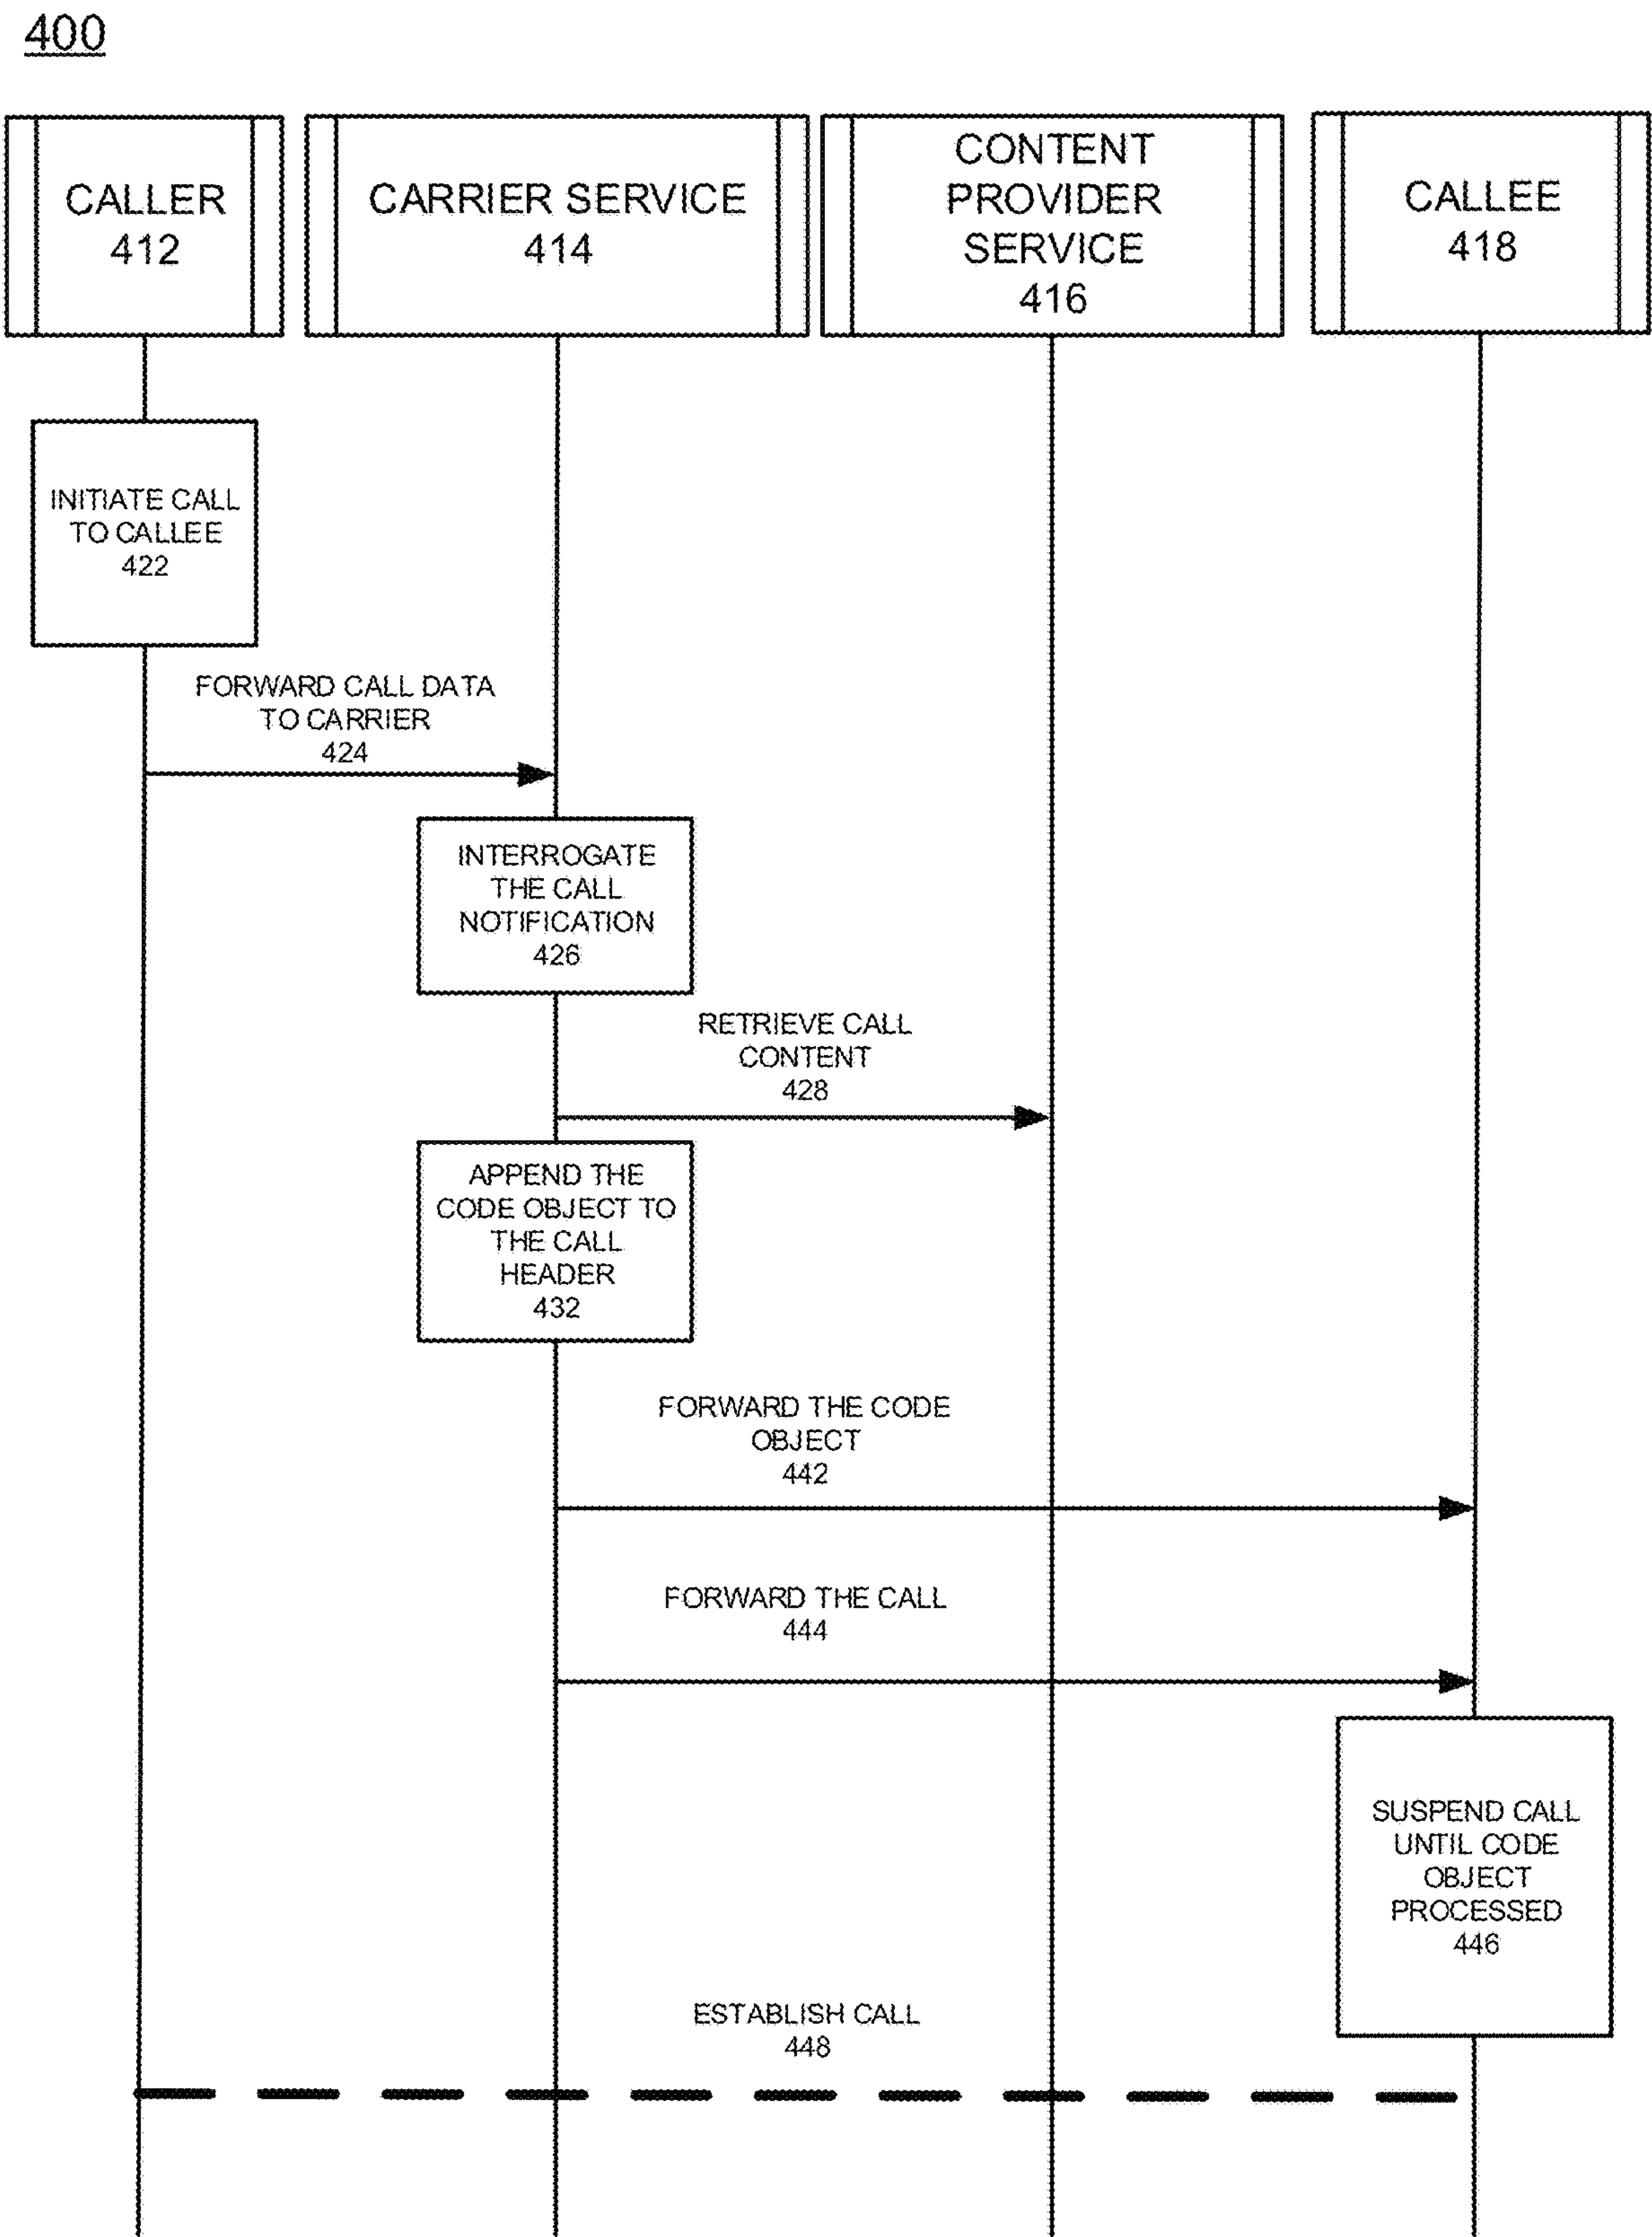 400
CALLER
412
CARRIER SERVICE
414
CONTENT
PROVIDER
SERVICE
416
CALLEE
418
INITIATE CALL
TO CALLEE
422
FORWARD CALL DATA
TO CARRIER
424
INTERROGATE
THE CALL
NOTIFICATION
426
RETRIEVE CALL
CONTENT
428
APPEND THE
CODE OBJECT TO
THE CALL
HEADER
432
FORWARD THE CODE
OBJECT
442
FORWARD THE CALL
444
SUSPEND CALL
UNTIL CODE
OBJECT
PROCESSED
446
ESTABLISH CALL
448